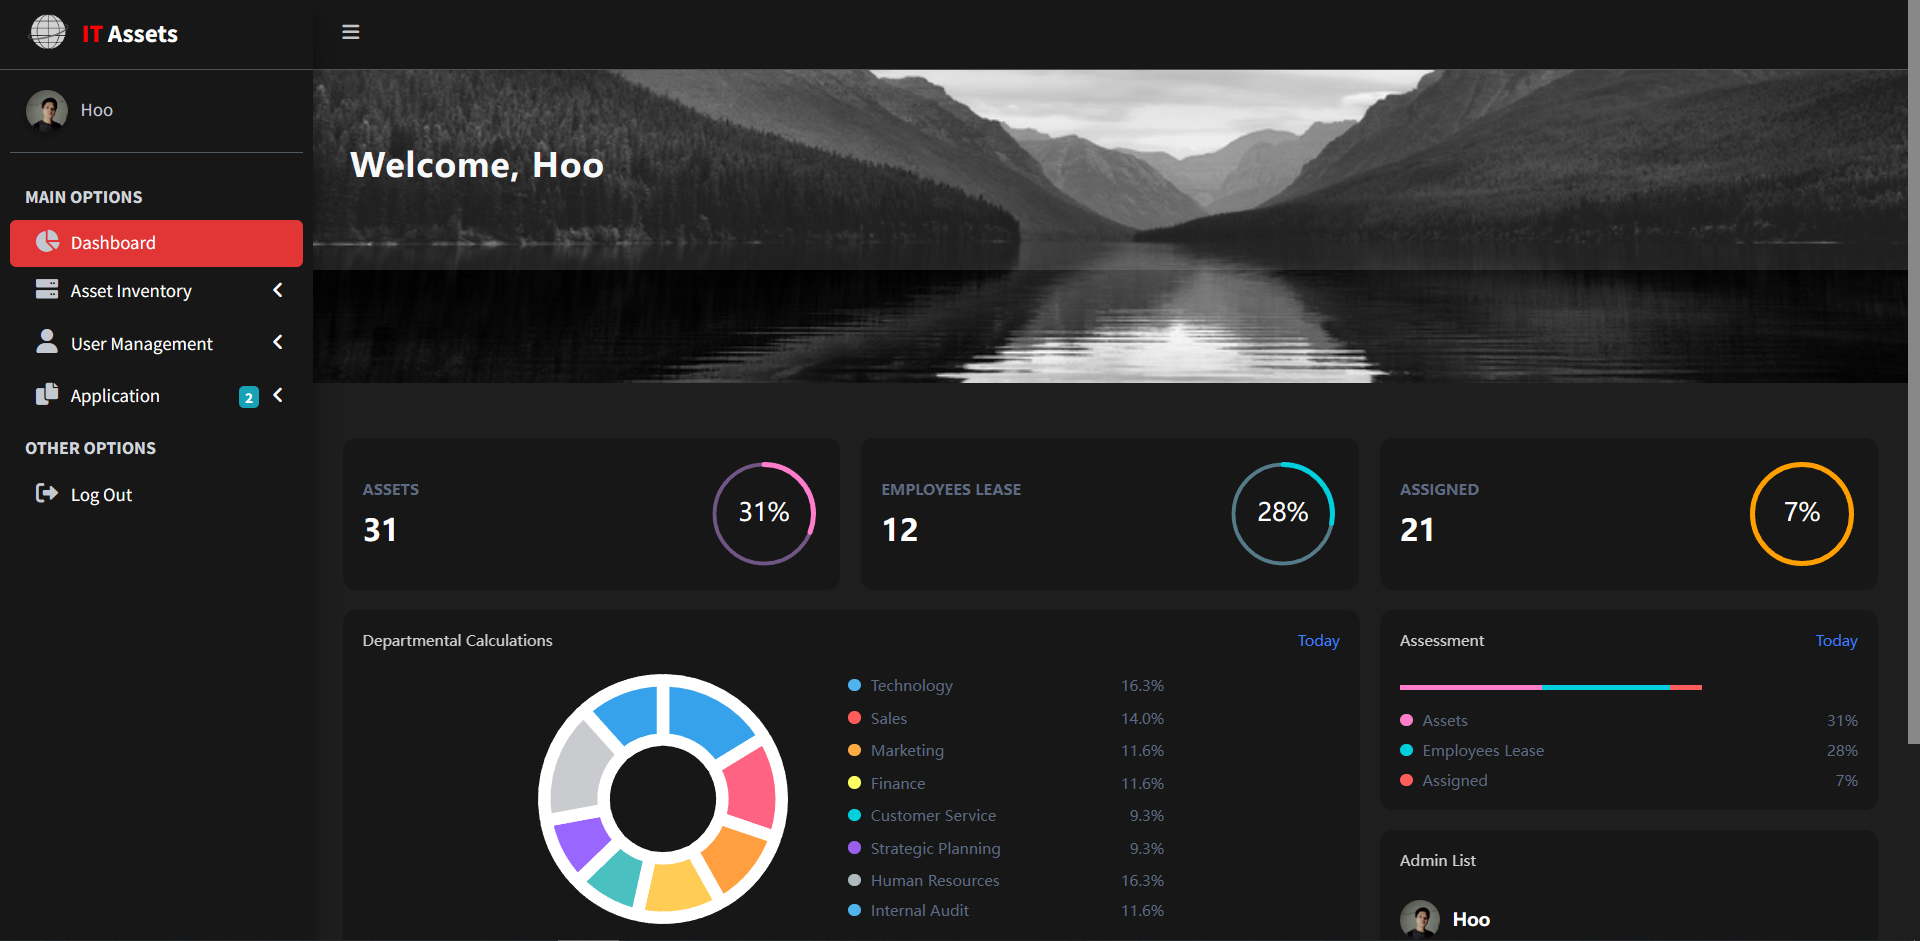 IT Assets
Hoo
MAIN OPTIONS
Dashboard
Asset Inventory
User Management
Application 2
OTHER OPTIONS
Log Out
Welcome, Hoo
ASSETS
31
31%
EMPLOYEES LEASE
12
28%
ASSIGNED
21
7%
Departmental Calculations Today
Technology 16.3%
Sales 14.0%
Marketing 11.6%
Finance 11.6%
Customer Service 9.3%
Strategic Planning 9.3%
Human Resources 16.3%
Internal Audit 11.6%
Assessment Today
Assets 31%
Employees Lease 28%
Assigned 7%
Admin List
Hoo